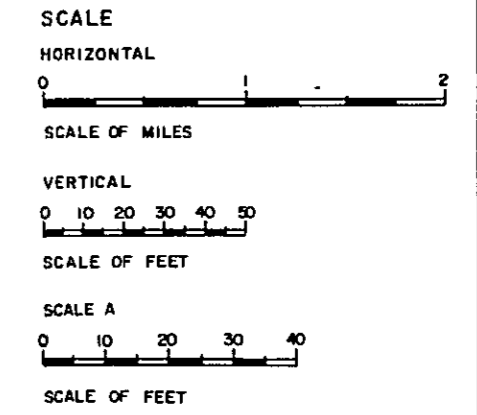 SCALE
HORIZONTAL
0 1 2
SCALE OF MILES
VERTICAL
0 10 20 30 40 50
SCALE OF FEET
SCALE A
0 10 20 30 40
SCALE OF FEET